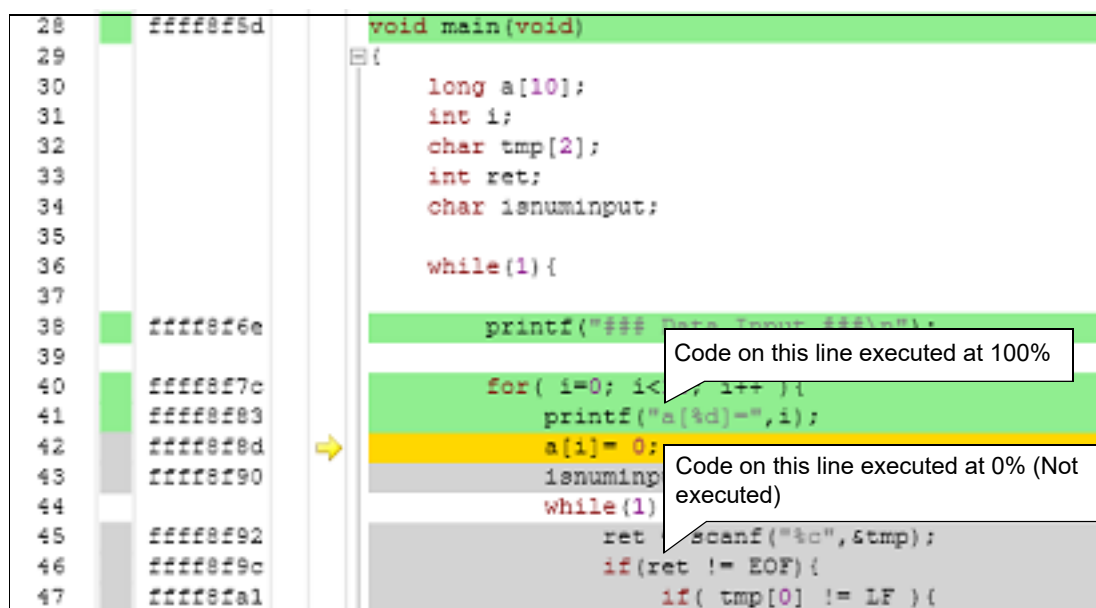 28 ffff8f5d void main(void)
29 {
30 long a[10];
31 int i;
32 char tmp[2];
33 int ret;
34 char isnuminput;
35
36 while(1){
37
38 ffff8f6e printf("### Data Input ###\n");
39
Code on this line executed at 100%
40 ffff8f7c for( i=0; i< i++ ){
41 ffff8f83 printf("a[%d]=",i);
42 ffff8f8d a[i]= 0;
43 ffff8f90 isnuminp
Code on this line executed at 0% (Not
executed)
44 while(1)
45 ffff8f92 ret scanf("%c",&tmp);
46 ffff8f9c if(ret != EOF){
47 ffff8fa1 if( tmp[0] != LF ){